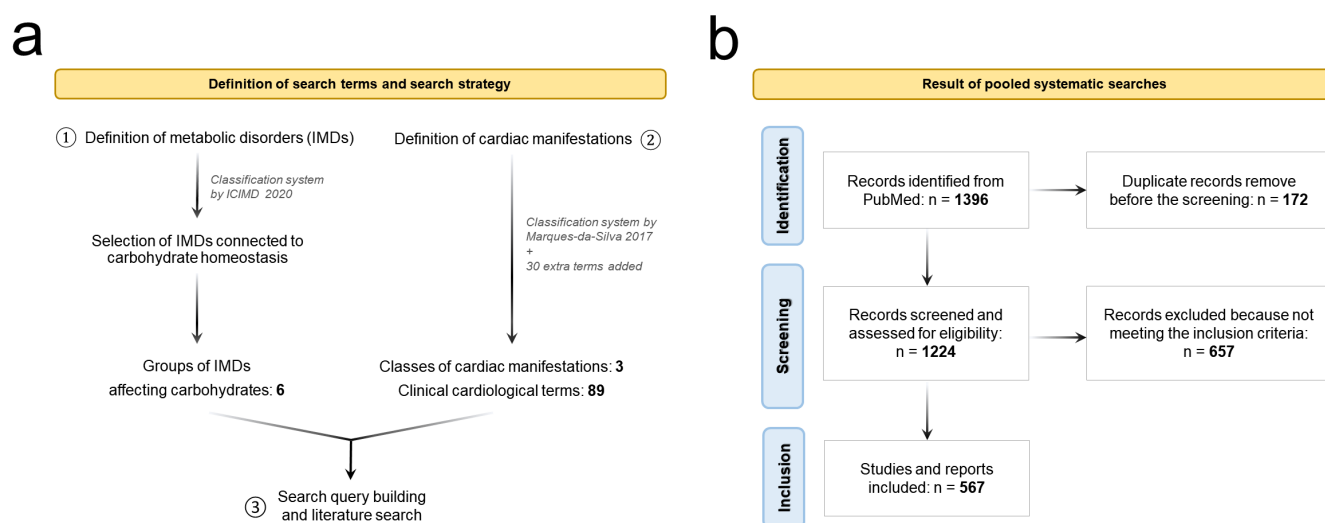 a
Definition of search terms and search strategy
① Definition of metabolic disorders (IMDs)
Classification system
by ICIMD 2020
Selection of IMDs connected to
carbohydrate homeostasis
Groups of IMDs
affecting carbohydrates: 6
Definition of cardiac manifestations ②
Classification system by
Marques-da-Silva 2017
+
30 extra terms added
Classes of cardiac manifestations: 3
Clinical cardiological terms: 89
③ Search query building
and literature search
b
Result of pooled systematic searches
Identification
Records identified from
PubMed: n = 1396
Duplicate records remove
before the screening: n = 172
Screening
Records screened and
assessed for eligibility:
n = 1224
Records excluded because not
meeting the inclusion criteria:
n = 657
Inclusion
Studies and reports
included: n = 567